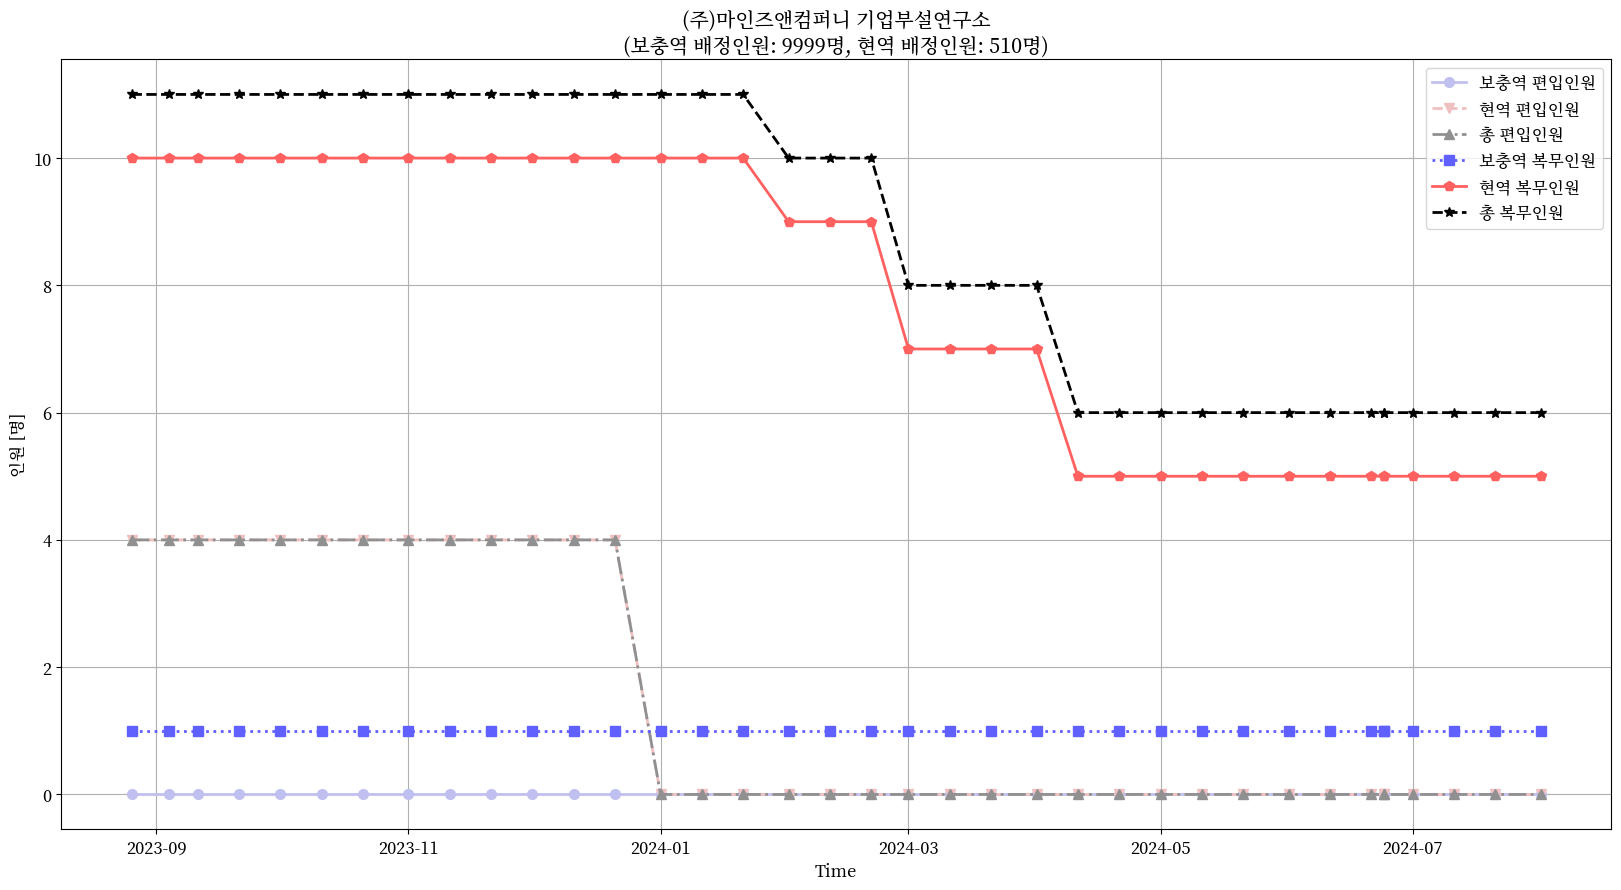 (주)마인즈앤컴퍼니 기업부설연구소
(보충역 배정인원: 9999명, 현역 배정인원: 510명)
보충역 편입인원
현역 편입인원
총 편입인원
보충역 복무인원
현역 복무인원
총 복무인원
인원 [명]
10
8
6
4
2
0
2023-09
2023-11
2024-01
2024-03
2024-05
2024-07
Time